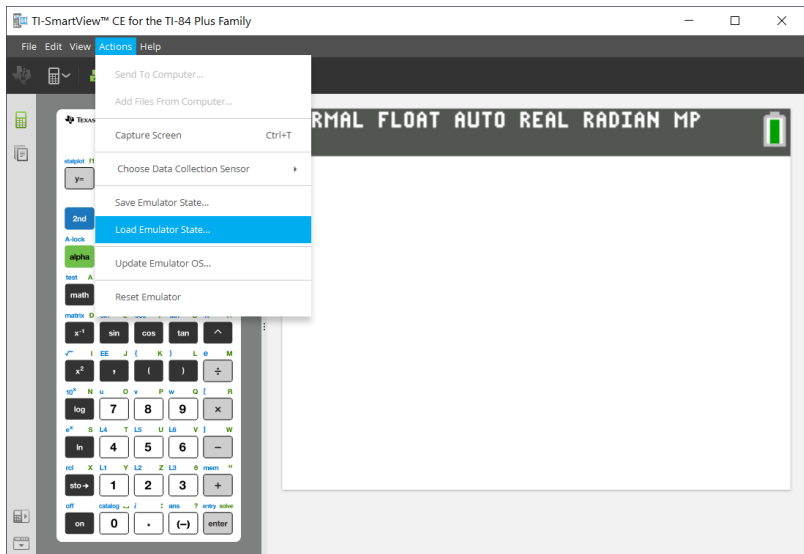 TI-SmartView™ CE for the TI-84 Plus Family
File Edit View Actions Help
Send To Computer...
Add Files From Computer...
Capture Screen Ctrl+T
Choose Data Collection Sensor
Save Emulator State...
Load Emulator State...
Update Emulator OS...
Reset Emulator
RMAL FLOAT AUTO REAL RADIAN MP
TEXAS
statplot f1
y=
2nd
A-lock
alpha
test A
math
matrix D
x⁻¹ sin cos tan ^
√ I EE J { K } L e M
x² , ( ) ÷
10ˣ N u O v P w Q [ R
log 7 8 9 ×
eˣ S L4 T L5 U L6 V ] W
ln 4 5 6 −
rcl X L1 Y L2 Z L3 θ mem "
sto→ 1 2 3 +
off catalog ⎵ i : ans ? entry solve
on 0 . (−) enter